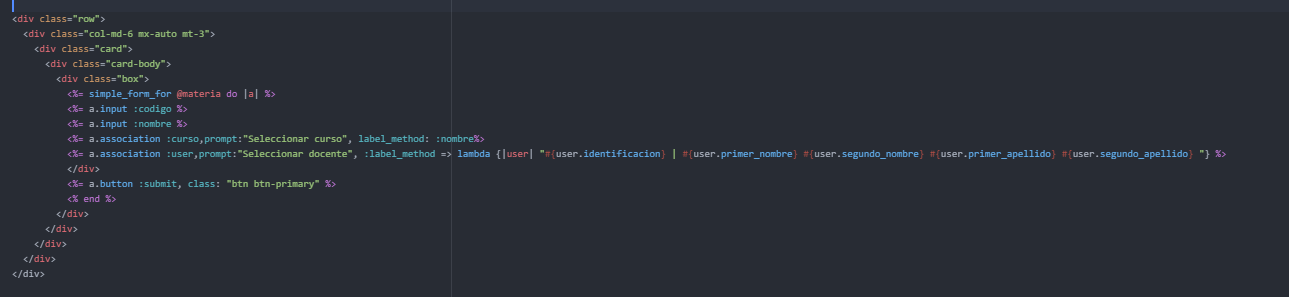 <div class="row">
  <div class="col-md-6 mx-auto mt-3">
    <div class="card">
      <div class="card-body">
        <div class="box">
          <%= simple_form_for @materia do |a| %>
          <%= a.input :codigo %>
          <%= a.input :nombre %>
          <%= a.association :curso,prompt:"Seleccionar curso", label_method: :nombre%>
          <%= a.association :user,prompt:"Seleccionar docente", :label_method => lambda {|user| "#{user.identificacion} | #{user.primer_nombre} #{user.segundo_nombre} #{user.primer_apellido} #{user.segundo_apellido} "} %>
          </div>
          <%= a.button :submit, class: "btn btn-primary" %>
          <% end %>
        </div>
      </div>
    </div>
  </div>
</div>